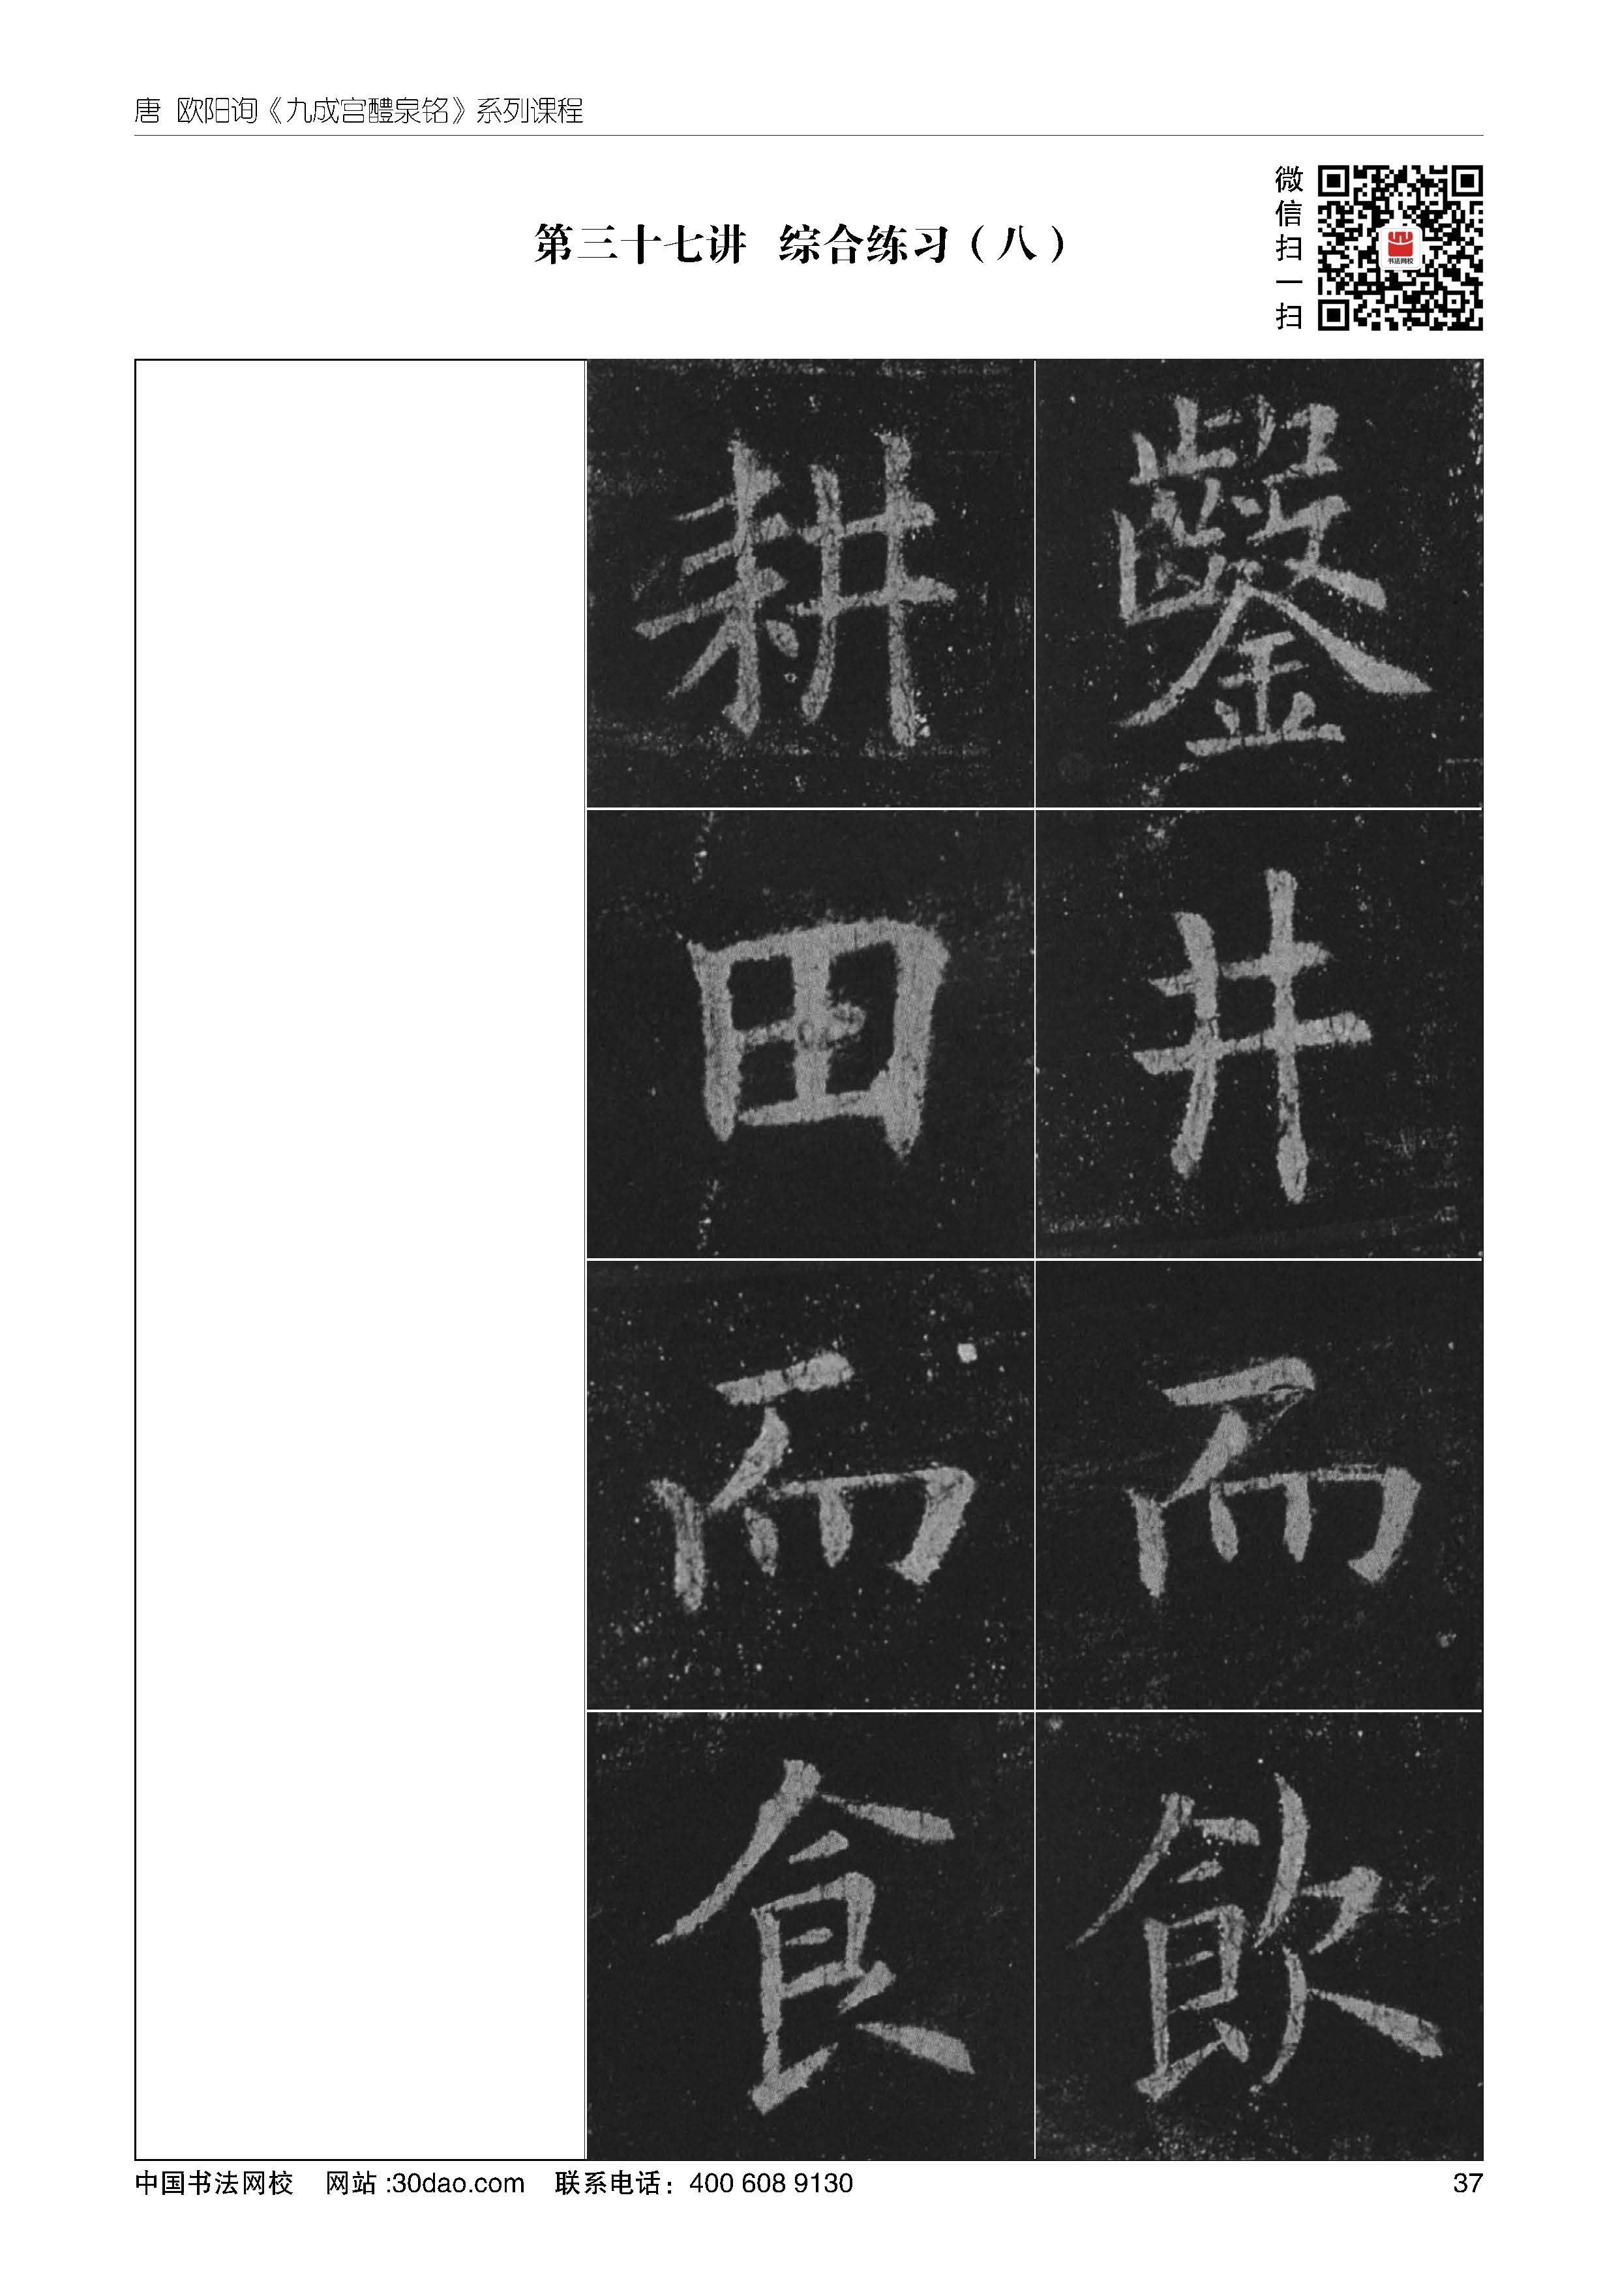 唐 欧阳询《九成宫醴泉铭》系列课程
第三十七讲 综合练习（八）
微信扫一扫
书法网校
鑿井而飲
耕田而食
中国书法网校 网站:30dao.com 联系电话：400 608 9130
37